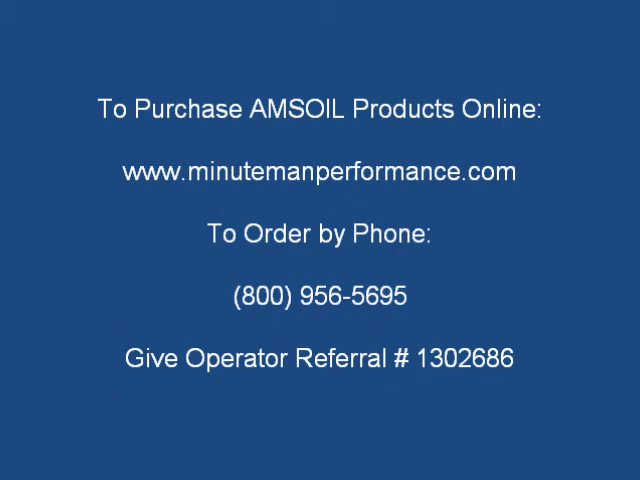 To Purchase AMSOIL Products Online:
www.minutemanperformance.com
To Order by Phone:
(800) 956-5695
Give Operator Referral # 1302686